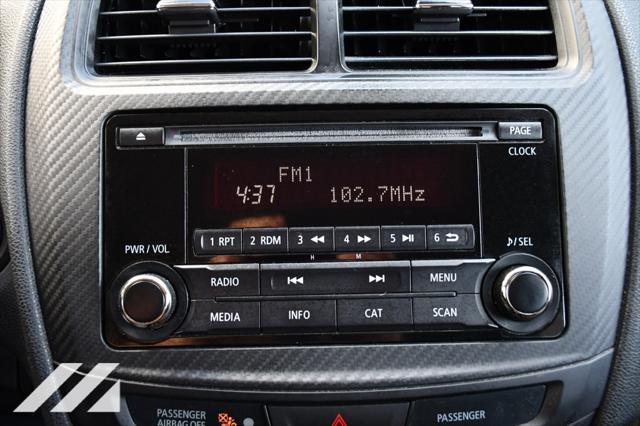 PAGE
CLOCK
FM1
4:37 102.7MHz
1 RPT 2 RDM 3 4 5 6
H M
PWR / VOL
♪/SEL
RADIO MENU
MEDIA INFO CAT SCAN
PASSENGER
AIRBAG OFF
PASSENGER